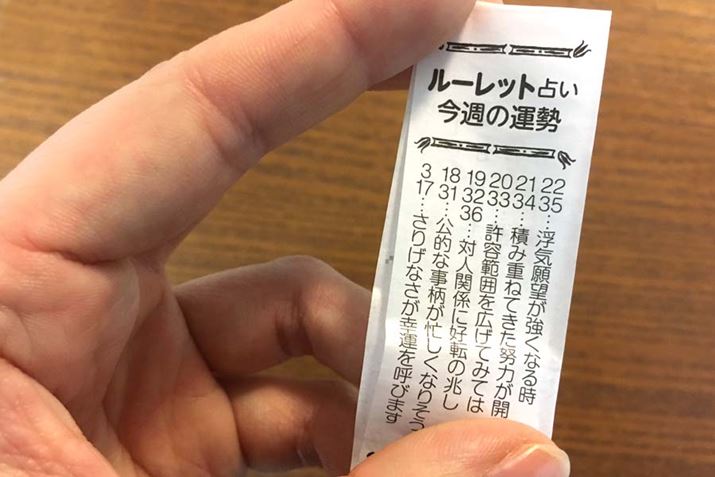 ルーレット占い
今週の運勢
22 35…浮気願望が強くなる時
21 34…積み重ねてきた努力が開
20 33…許容範囲を広げてみては
19 32 36…対人関係に好転の兆し
18 31…公的な事柄が忙しくなりそう
3 17…さりげなさが幸運を呼びます